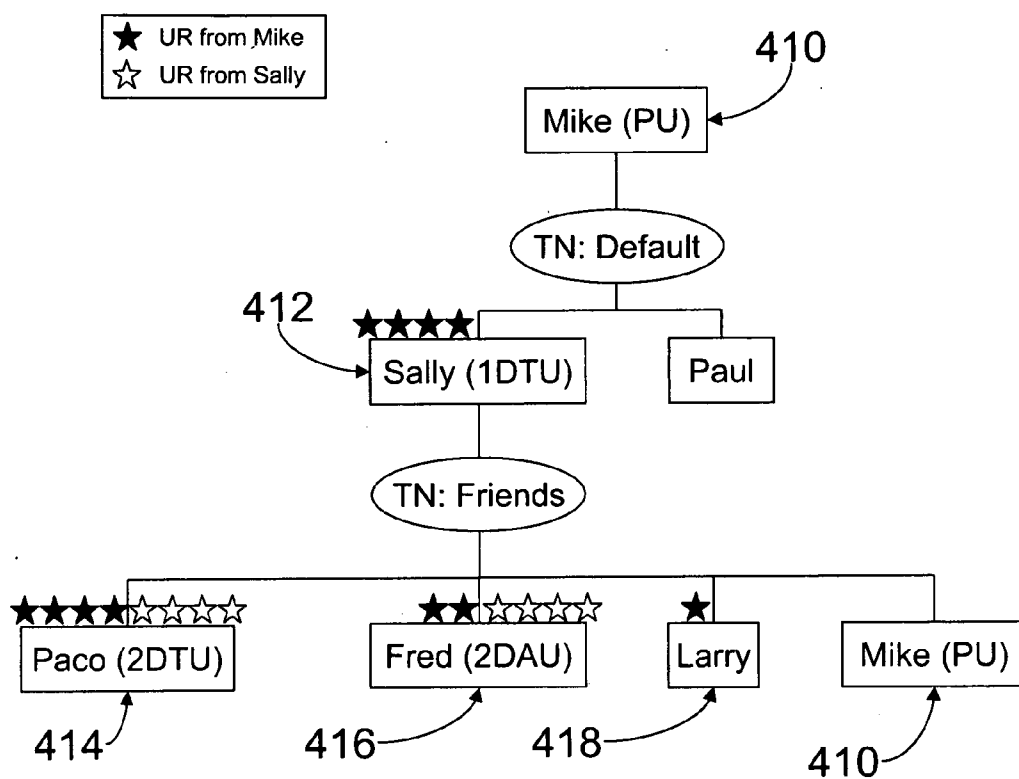 UR from Mike
UR from Sally
410
Mike (PU)
TN: Default
412
Sally (1DTU)
Paul
TN: Friends
Paco (2DTU)
Fred (2DAU)
Larry
Mike (PU)
414
416
418
410